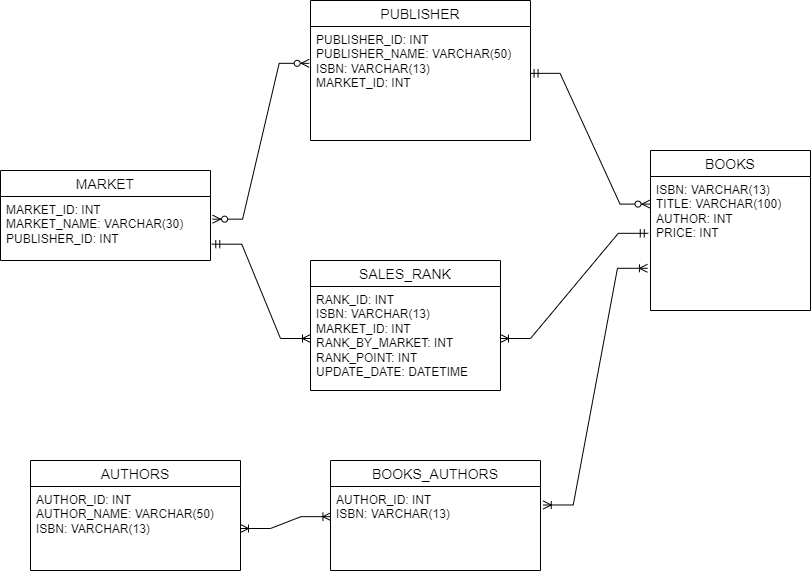 PUBLISHER
PUBLISHER_ID: INT
PUBLISHER_NAME: VARCHAR(50)
ISBN: VARCHAR(13)
MARKET_ID: INT
BOOKS
ISBN: VARCHAR(13)
TITLE: VARCHAR(100)
AUTHOR: INT
PRICE: INT
MARKET
MARKET_ID: INT
MARKET_NAME: VARCHAR(30)
PUBLISHER_ID: INT
SALES_RANK
RANK_ID: INT
ISBN: VARCHAR(13)
MARKET_ID: INT
RANK_BY_MARKET: INT
RANK_POINT: INT
UPDATE_DATE: DATETIME
AUTHORS
AUTHOR_ID: INT
AUTHOR_NAME: VARCHAR(50)
ISBN: VARCHAR(13)
BOOKS_AUTHORS
AUTHOR_ID: INT
ISBN: VARCHAR(13)